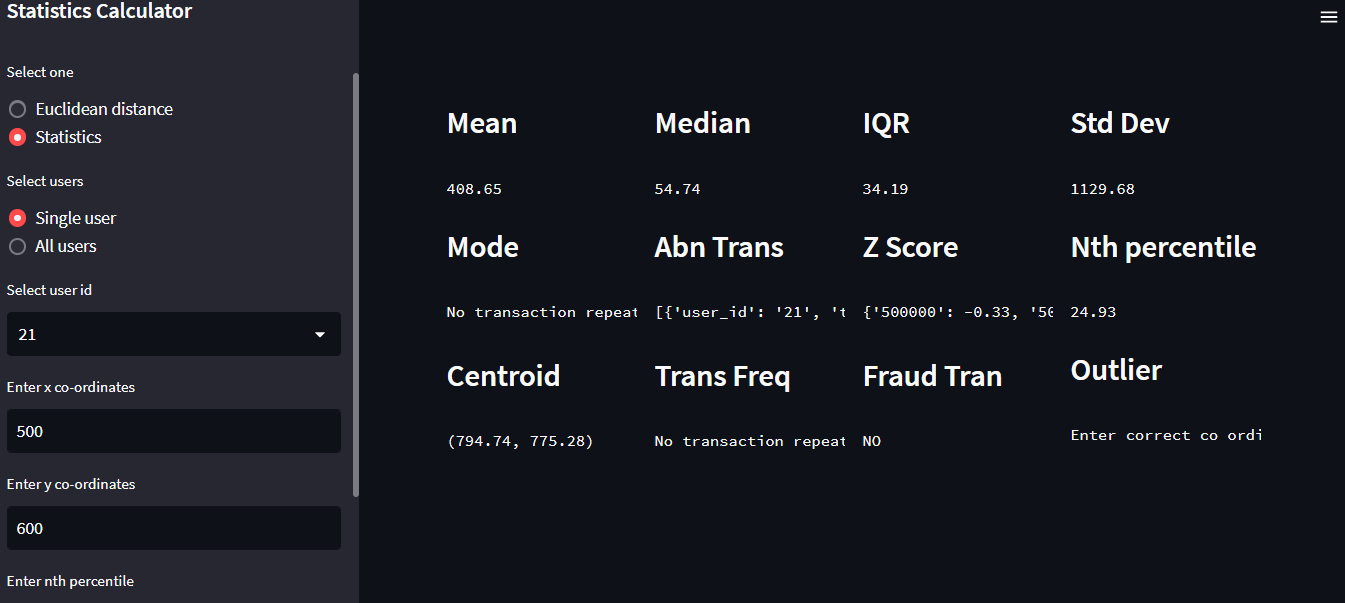 Statistics Calculator
Select one
Euclidean distance
Statistics
Select users
Single user
All users
Select user id
21
Enter x co-ordinates
500
Enter y co-ordinates
600
Enter nth percentile
Mean
Median
IQR
Std Dev
408.65
54.74
34.19
1129.68
Mode
Abn Trans
Z Score
Nth percentile
No transaction repeat
[{'user_id': '21', 't
{'500000': -0.33, '50
24.93
Centroid
Trans Freq
Fraud Tran
Outlier
(794.74, 775.28)
No transaction repeat
NO
Enter correct co ordi